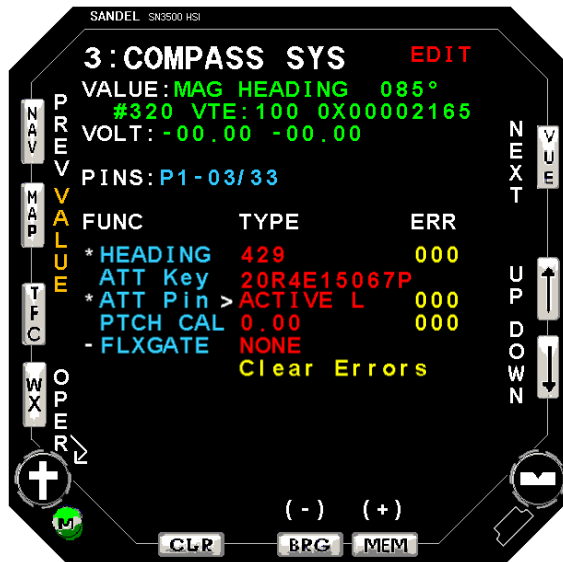 SANDEL SN3500 HSI
3:COMPASS SYS EDIT
VALUE:MAG HEADING 085°
#320 VTE:100 0X00002165
VOLT:-00.00 -00.00
PINS:P1-03/33
FUNC TYPE ERR
*HEADING 429 000
ATT Key 20R4E15067P
*ATT Pin >ACTIVE L 000
PTCH CAL 0.00 000
-FLXGATE NONE
Clear Errors
NAV
MAP
TFC
WX
PREV
VALUE
OPER
NEXT
VUE
UP
DOWN
(-) (+)
M
CLR BRG MEM